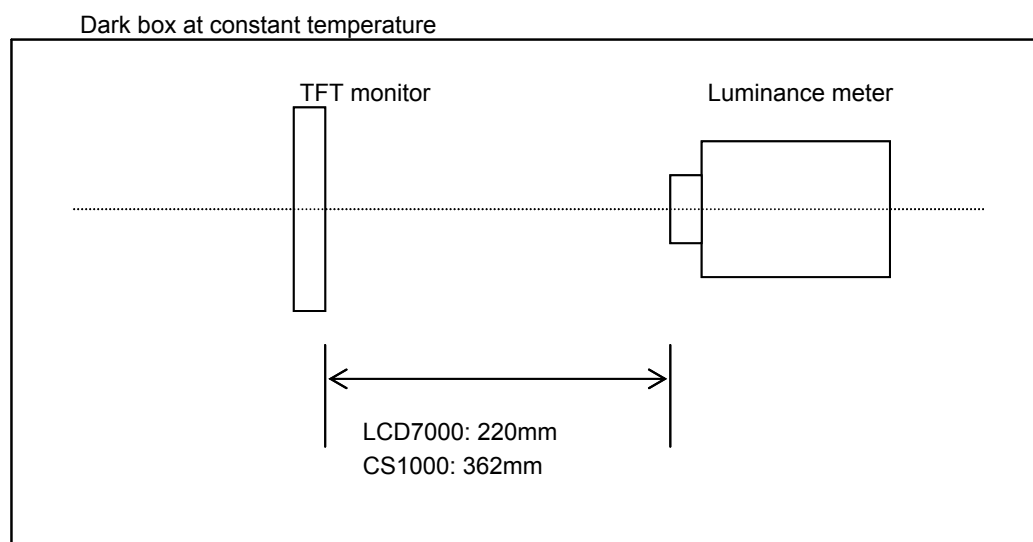 Dark box at constant temperature
TFT monitor
Luminance meter
LCD7000: 220mm
CS1000: 362mm